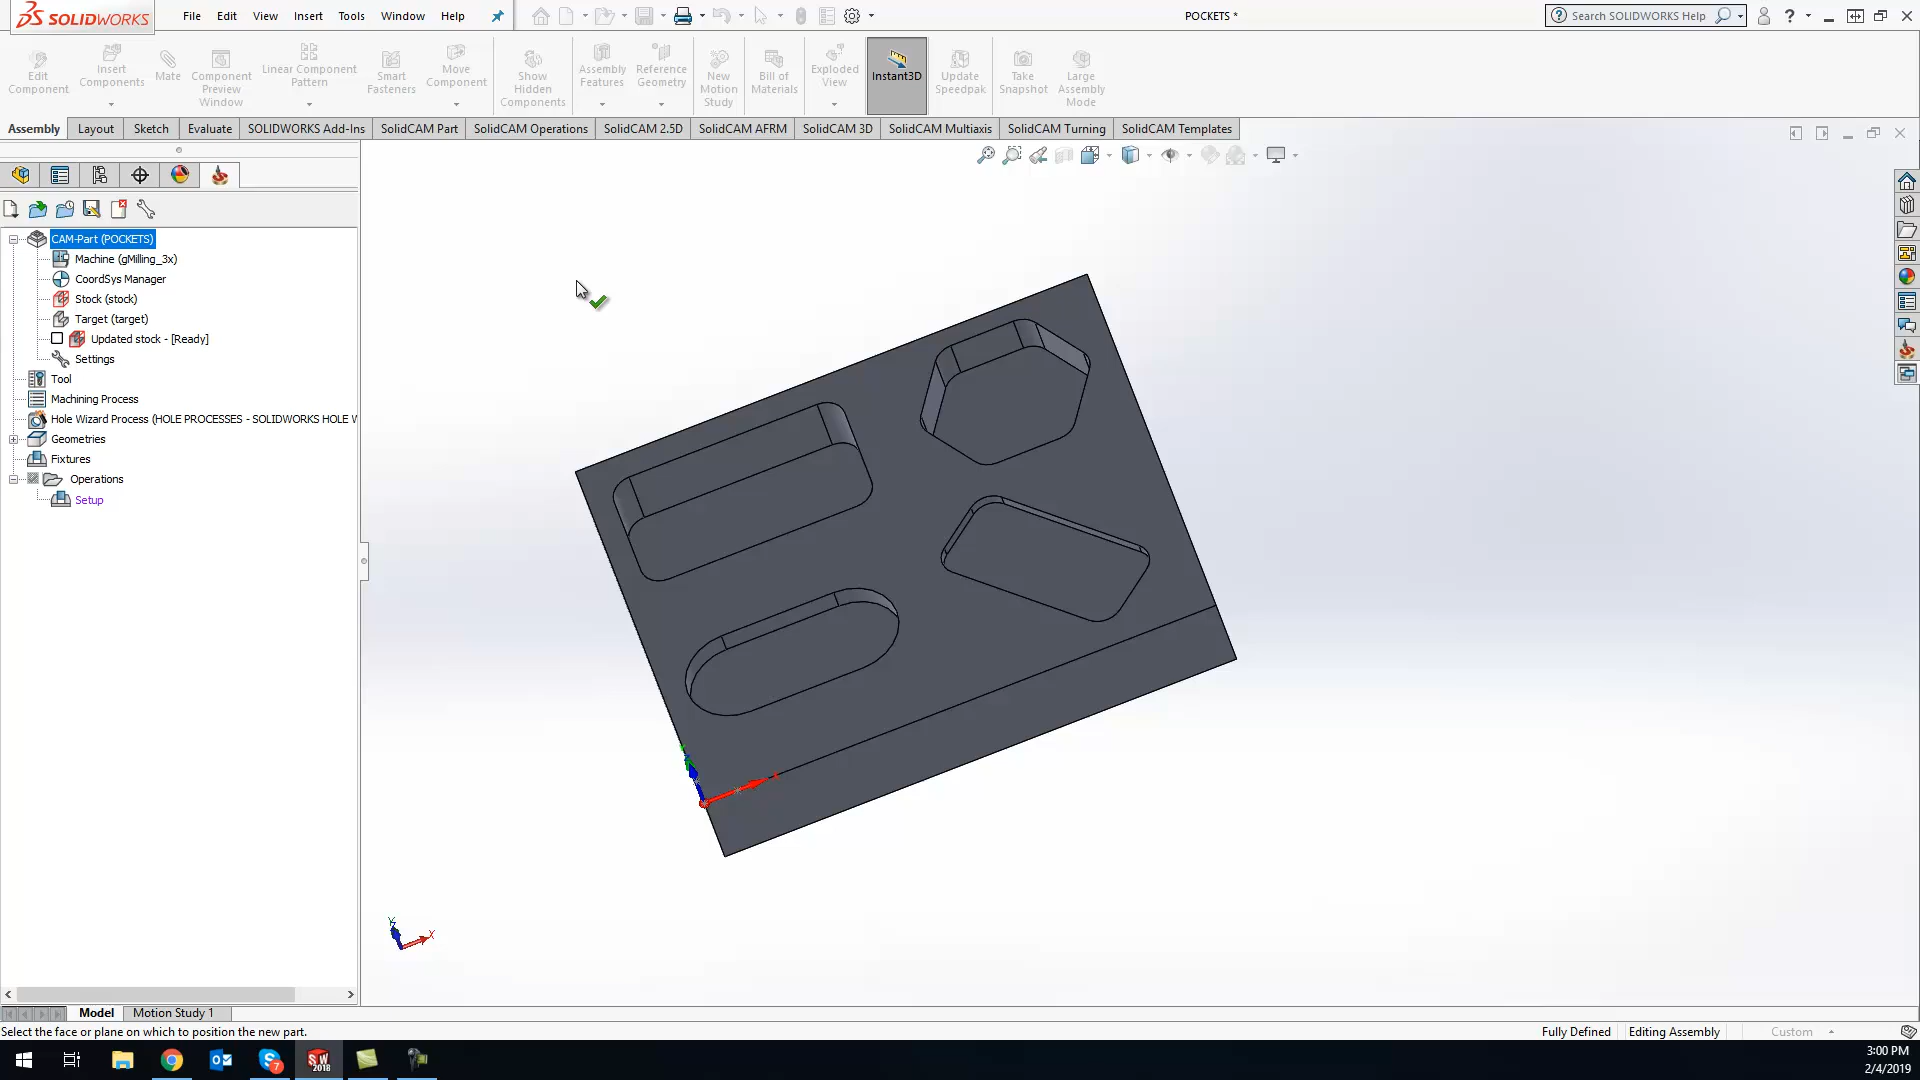 SOLIDWORKS
File Edit View Insert Tools Window Help
POCKETS *
Search SOLIDWORKS Help
Edit Component
Insert Components
Mate
Component Preview Window
Linear Component Pattern
Smart Fasteners
Move Component
Show Hidden Components
Assembly Features
Reference Geometry
New Motion Study
Bill of Materials
Exploded View
Instant3D
Update Speedpak
Take Snapshot
Large Assembly Mode
Assembly Layout Sketch Evaluate SOLIDWORKS Add-Ins SolidCAM Part SolidCAM Operations SolidCAM 2.5D SolidCAM AFRM SolidCAM 3D SolidCAM Multiaxis SolidCAM Turning SolidCAM Templates
CAM-Part (POCKETS)
Machine (gMilling_3x)
CoordSys Manager
Stock (stock)
Target (target)
Updated stock - [Ready]
Settings
Tool
Machining Process
Hole Wizard Process (HOLE PROCESSES - SOLIDWORKS HOLE W
Geometries
Fixtures
Operations
Setup
Y
X
Model Motion Study 1
Select the face or plane on which to position the new part.
Fully Defined Editing Assembly Custom
3:00 PM
2/4/2019